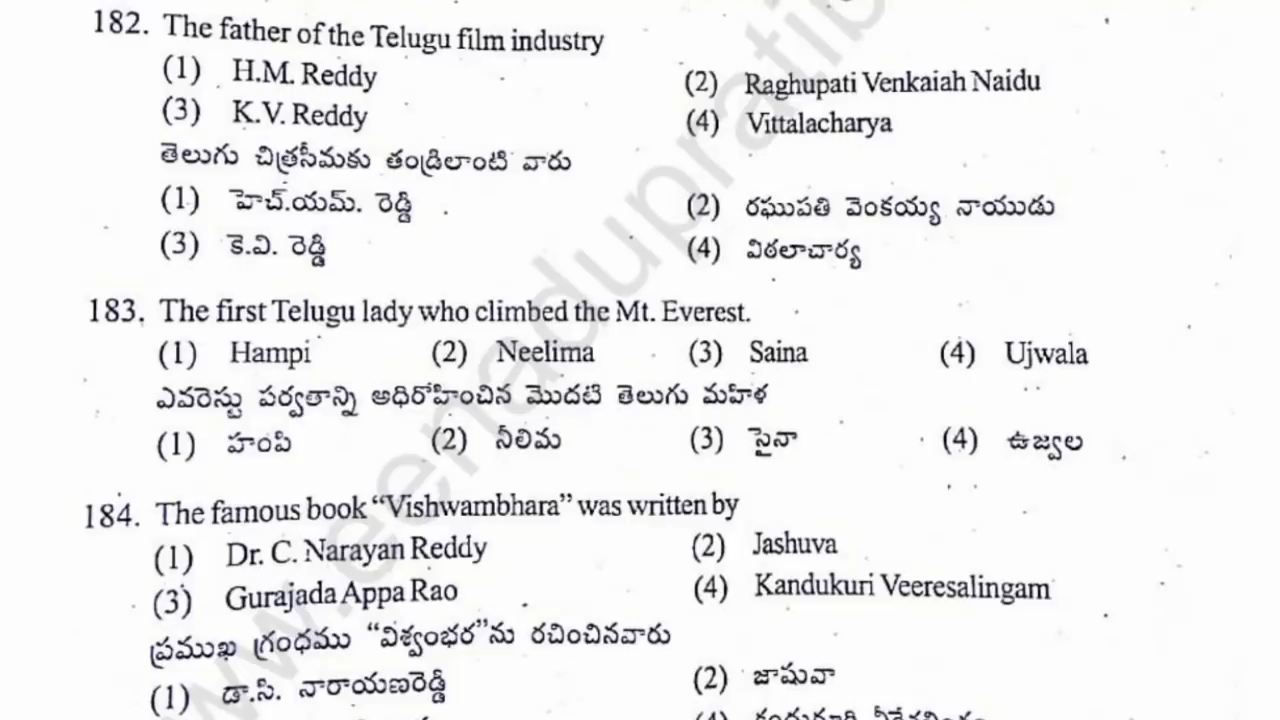 182. The father of the Telugu film industry
(1) H.M. Reddy (2) Raghupati Venkaiah Naidu
(3) K.V. Reddy (4) Vittalacharya
తెలుగు చిత్రసీమకు తండ్రిలాంటి వారు
(1) హెచ్.యమ్. రెడ్డి (2) రఘుపతి వెంకయ్య నాయుడు
(3) కె.వి. రెడ్డి (4) విఠలాచార్య
183. The first Telugu lady who climbed the Mt. Everest.
(1) Hampi (2) Neelima (3) Saina (4) Ujwala
ఎవరెస్టు పర్వతాన్ని అధిరోహించిన మొదటి తెలుగు మహిళ
(1) హంపి (2) నీలిమ (3) సైనా (4) ఉజ్వల
184. The famous book “Vishwambhara” was written by
(1) Dr. C. Narayan Reddy (2) Jashuva
(3) Gurajada Appa Rao (4) Kandukuri Veeresalingam
ప్రముఖ గ్రంధము “విశ్వంభర”ను రచించినవారు
(1) డా.సి. నారాయణరెడ్డి (2) జాషువా
(4)
www.eenadupratib